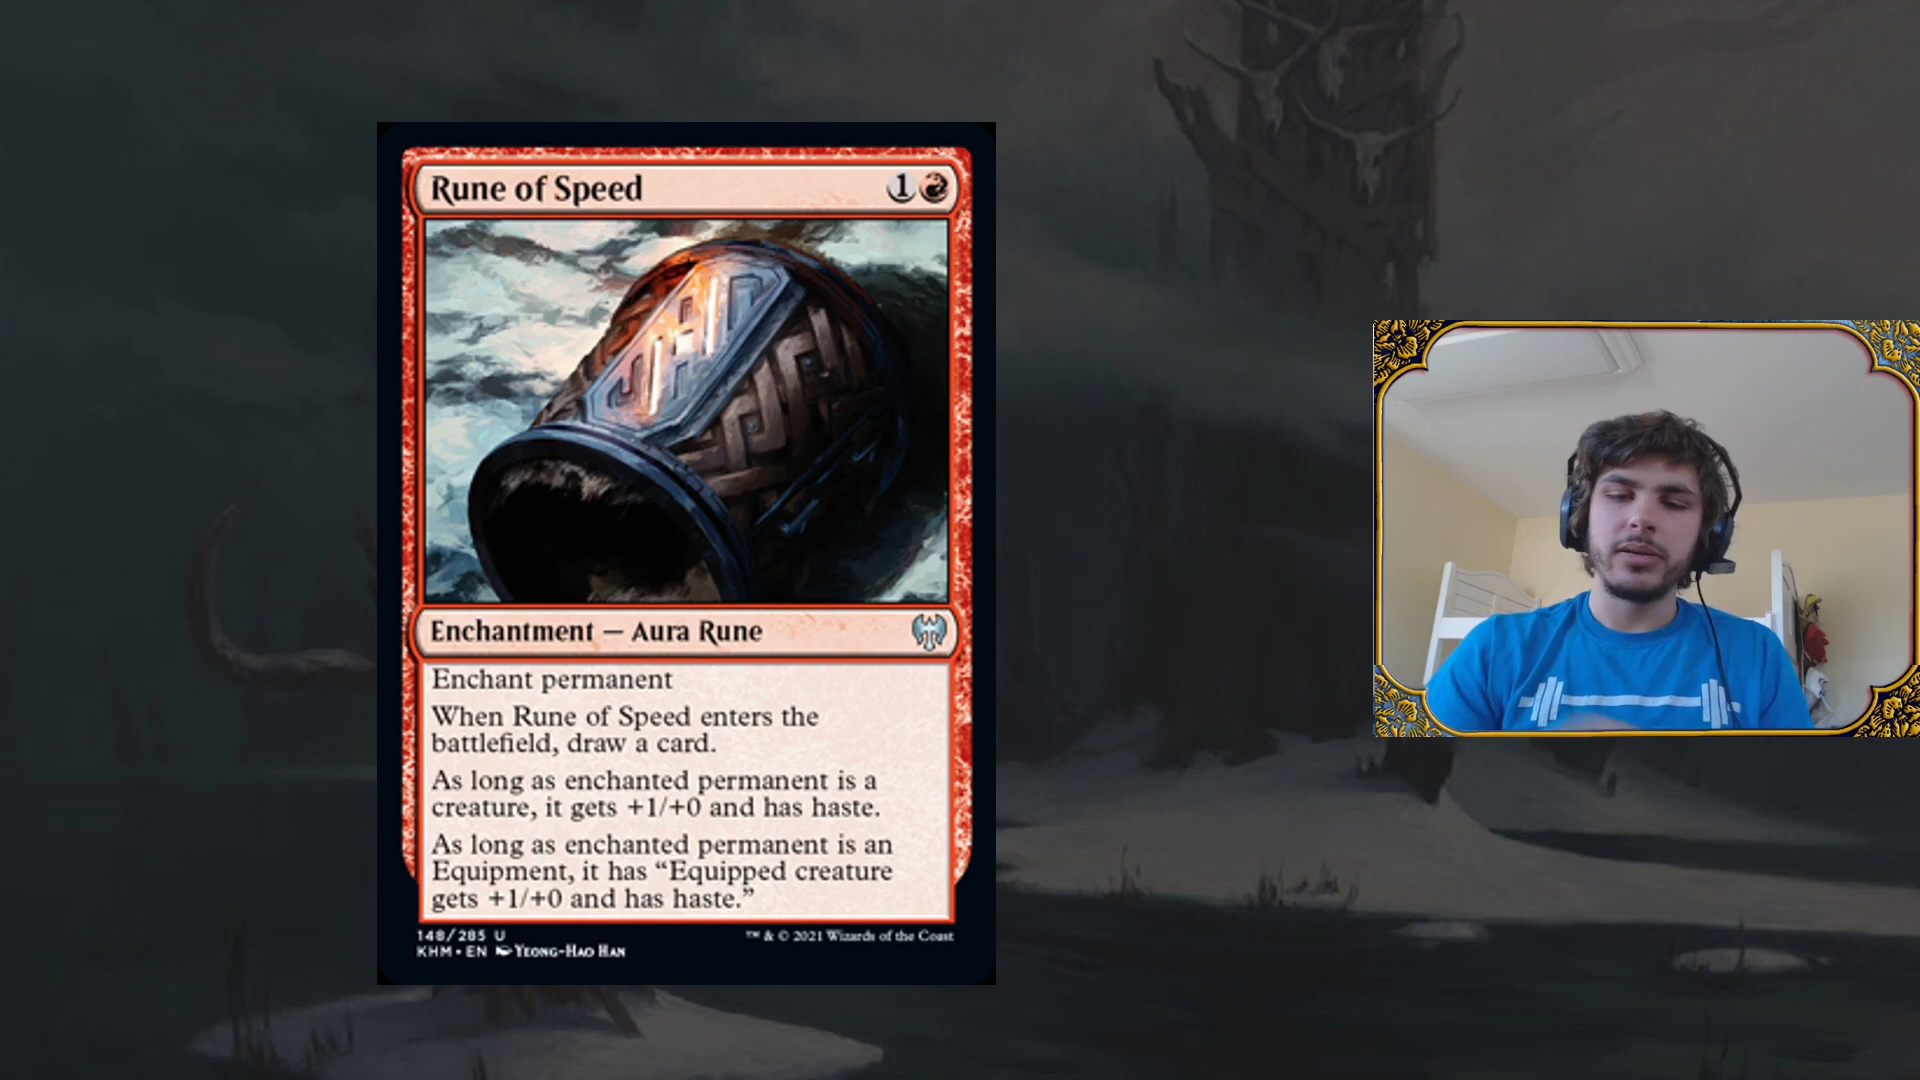 Rune of Speed 1
Enchantment — Aura Rune
Enchant permanent
When Rune of Speed enters the
battlefield, draw a card.
As long as enchanted permanent is a
creature, it gets +1/+0 and has haste.
As long as enchanted permanent is an
Equipment, it has “Equipped creature
gets +1/+0 and has haste.”
148/285 U
KHM • EN Yeong-Hao Han
™ & © 2021 Wizards of the Coast